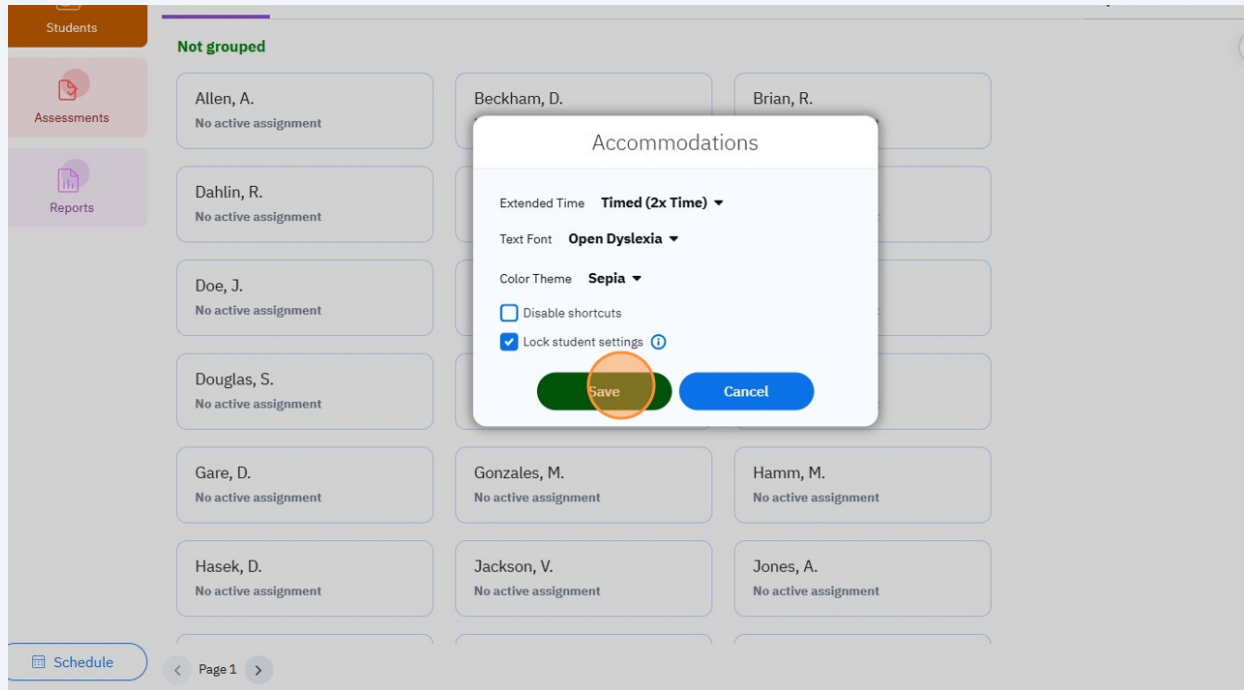 Students
Assessments
Reports
Schedule
Not grouped
Allen, A.
No active assignment
Beckham, D.
Brian, R.
Dahlin, R.
No active assignment
Doe, J.
No active assignment
Douglas, S.
No active assignment
Gare, D.
No active assignment
Gonzales, M.
No active assignment
Hamm, M.
No active assignment
Hasek, D.
No active assignment
Jackson, V.
No active assignment
Jones, A.
No active assignment
Page 1
Accommodations
Extended Time Timed (2x Time)
Text Font Open Dyslexia
Color Theme Sepia
Disable shortcuts
Lock student settings
Save
Cancel